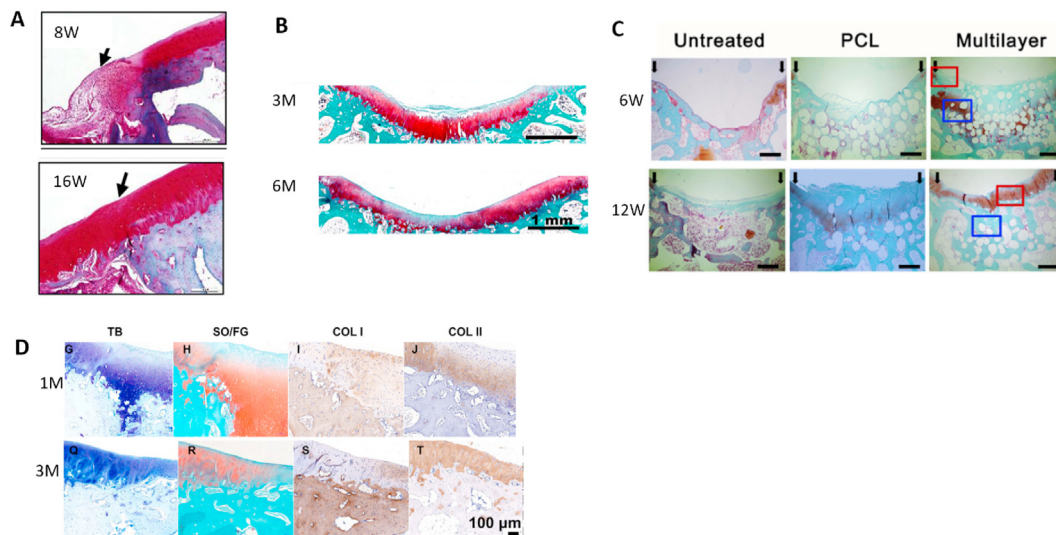 A
8W
16W
B
3M
6M
1 mm
C
Untreated PCL Multilayer
6W
12W
D
TB SO/FG COL I COL II
1M
G H I J
3M
Q R S T
100 µm